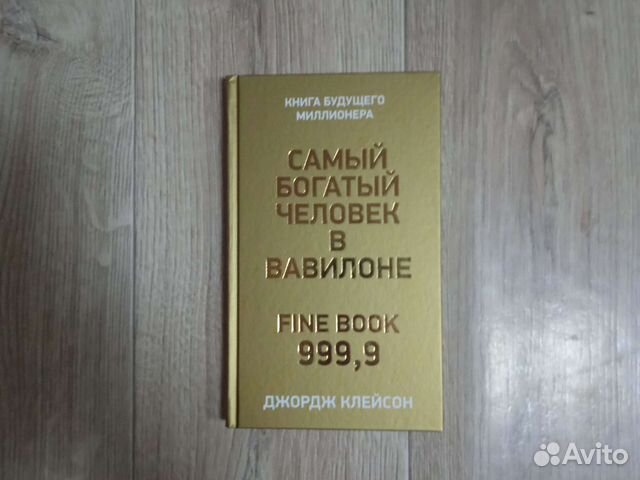 КНИГА БУДУЩЕГО
МИЛЛИОНЕРА
САМЫЙ
БОГАТЫЙ
ЧЕЛОВЕК
В
ВАВИЛОНЕ
FINE BOOK
999,9
ДЖОРДЖ КЛЕЙСОН
Avito